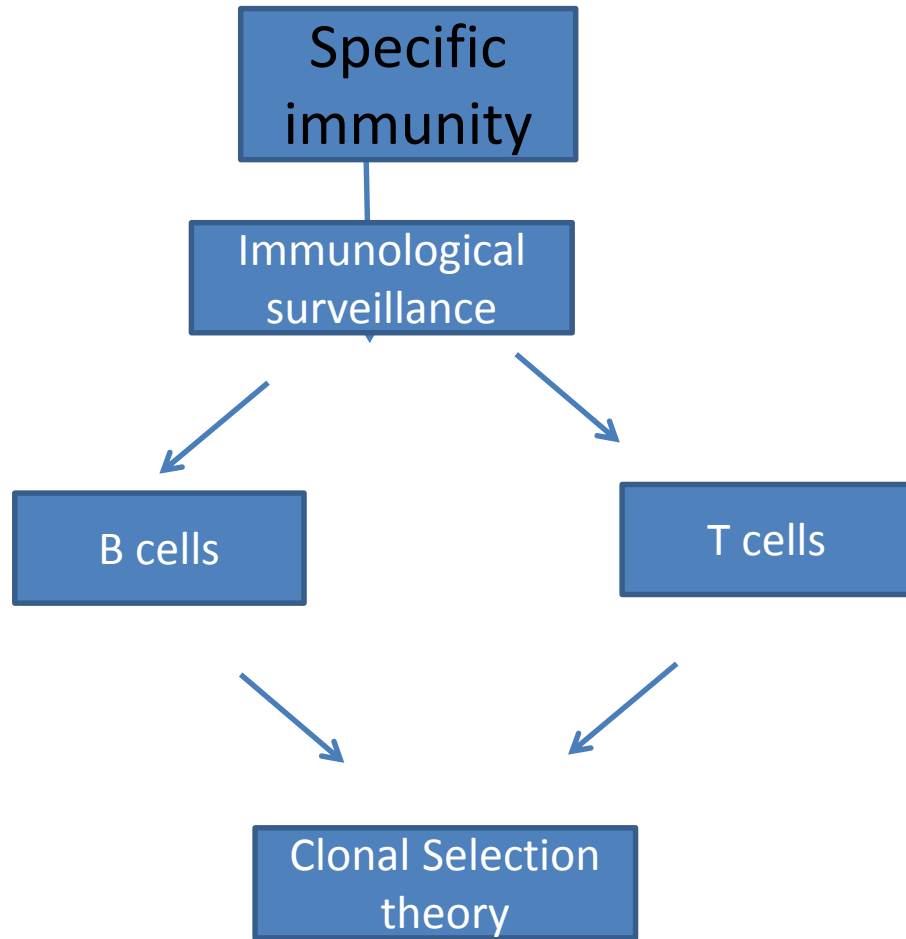 Specific
immunity
Immunological
surveillance
B cells
T cells
Clonal Selection
theory